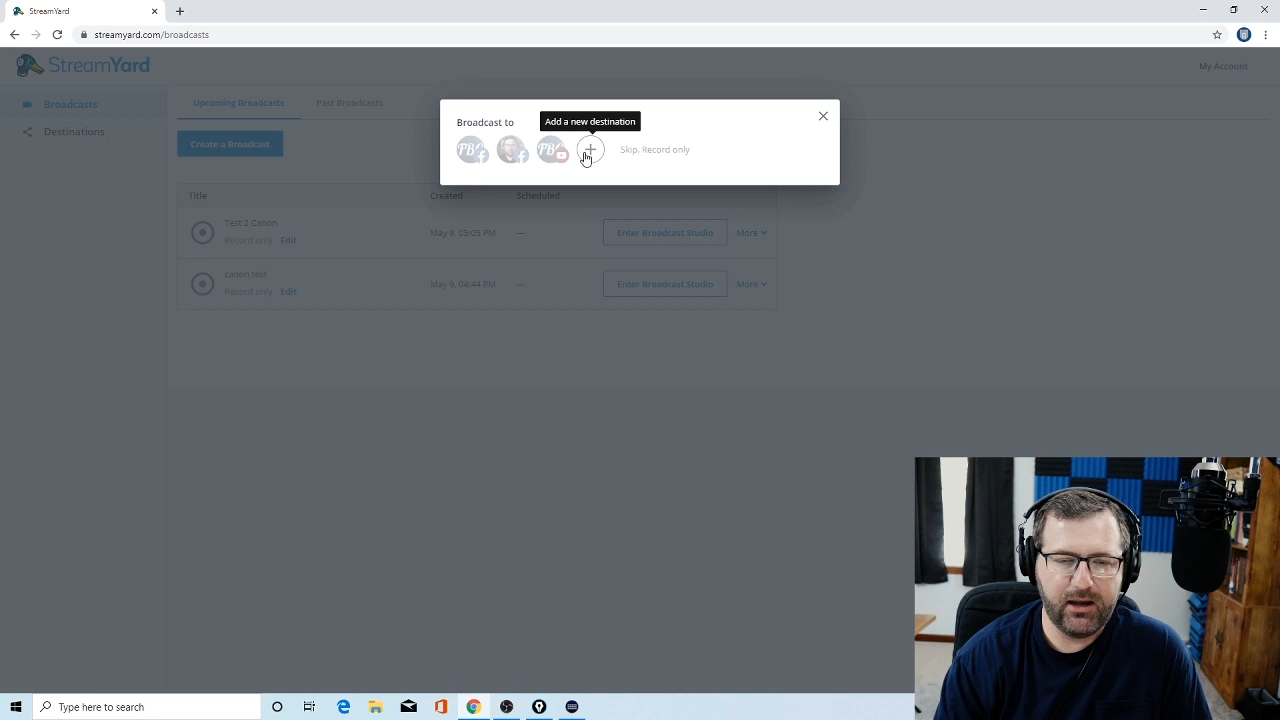 StreamYard
streamyard.com/broadcasts
StreamYard
My Account
Broadcasts
Destinations
Upcoming Broadcasts
Past Broadcasts
Create a Broadcast
Broadcast to
Add a new destination
Skip. Record only
Title
Created
Scheduled
Test 2 Canon
Record only Edit
May 9, 05:05 PM
—
Enter Broadcast Studio
More
canon test
Record only Edit
May 9, 04:44 PM
—
Enter Broadcast Studio
More
Type here to search